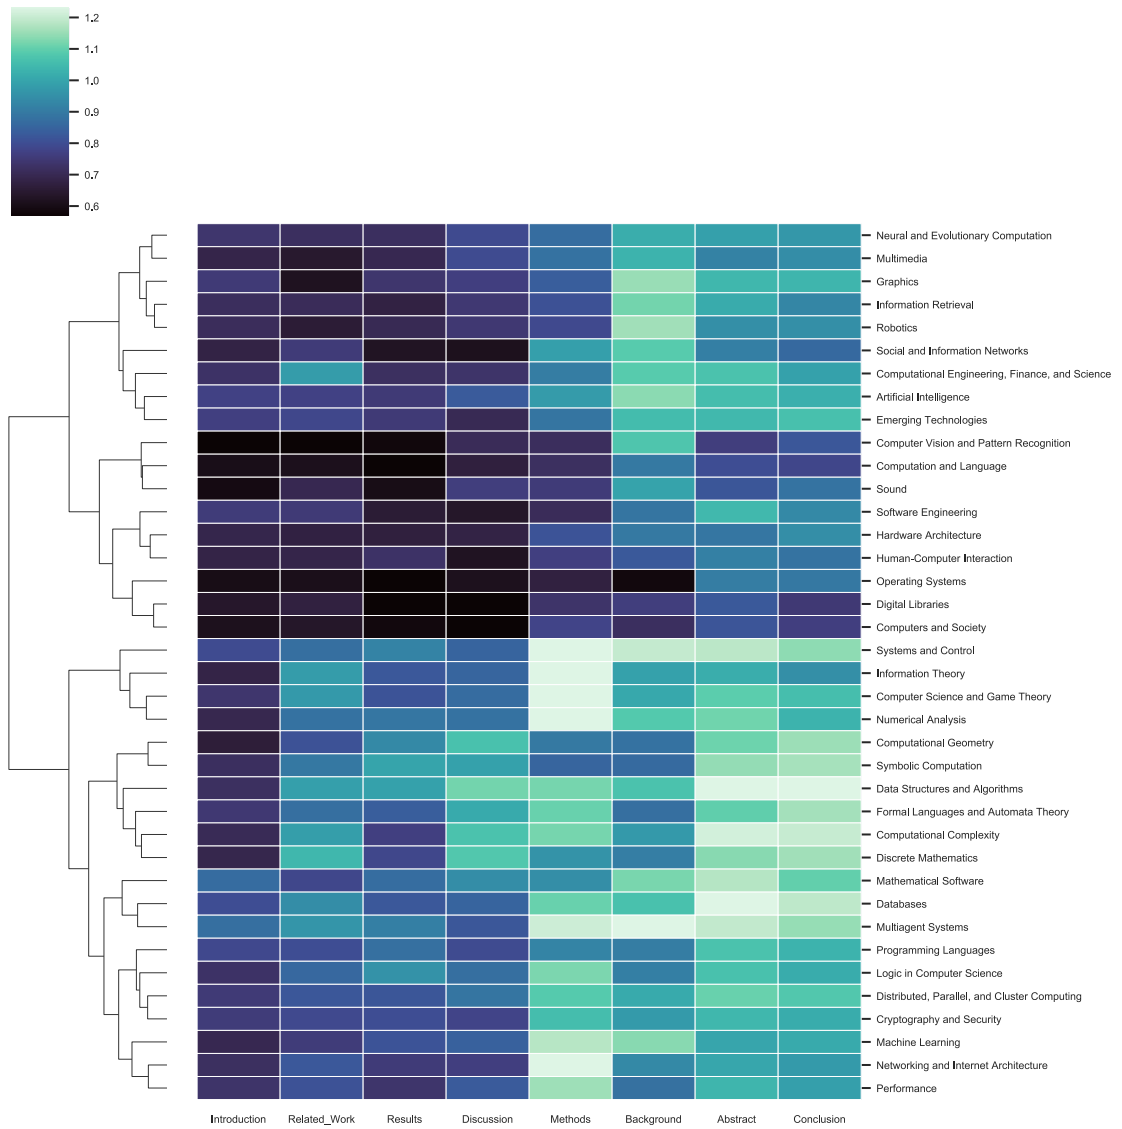 1.2
1.1
1.0
0.9
0.8
0.7
0.6
Neural and Evolutionary Computation
Multimedia
Graphics
Information Retrieval
Robotics
Social and Information Networks
Computational Engineering, Finance, and Science
Artificial Intelligence
Emerging Technologies
Computer Vision and Pattern Recognition
Computation and Language
Sound
Software Engineering
Hardware Architecture
Human-Computer Interaction
Operating Systems
Digital Libraries
Computers and Society
Systems and Control
Information Theory
Computer Science and Game Theory
Numerical Analysis
Computational Geometry
Symbolic Computation
Data Structures and Algorithms
Formal Languages and Automata Theory
Computational Complexity
Discrete Mathematics
Mathematical Software
Databases
Multiagent Systems
Programming Languages
Logic in Computer Science
Distributed, Parallel, and Cluster Computing
Cryptography and Security
Machine Learning
Networking and Internet Architecture
Performance
Introduction Related_Work Results Discussion Methods Background Abstract Conclusion